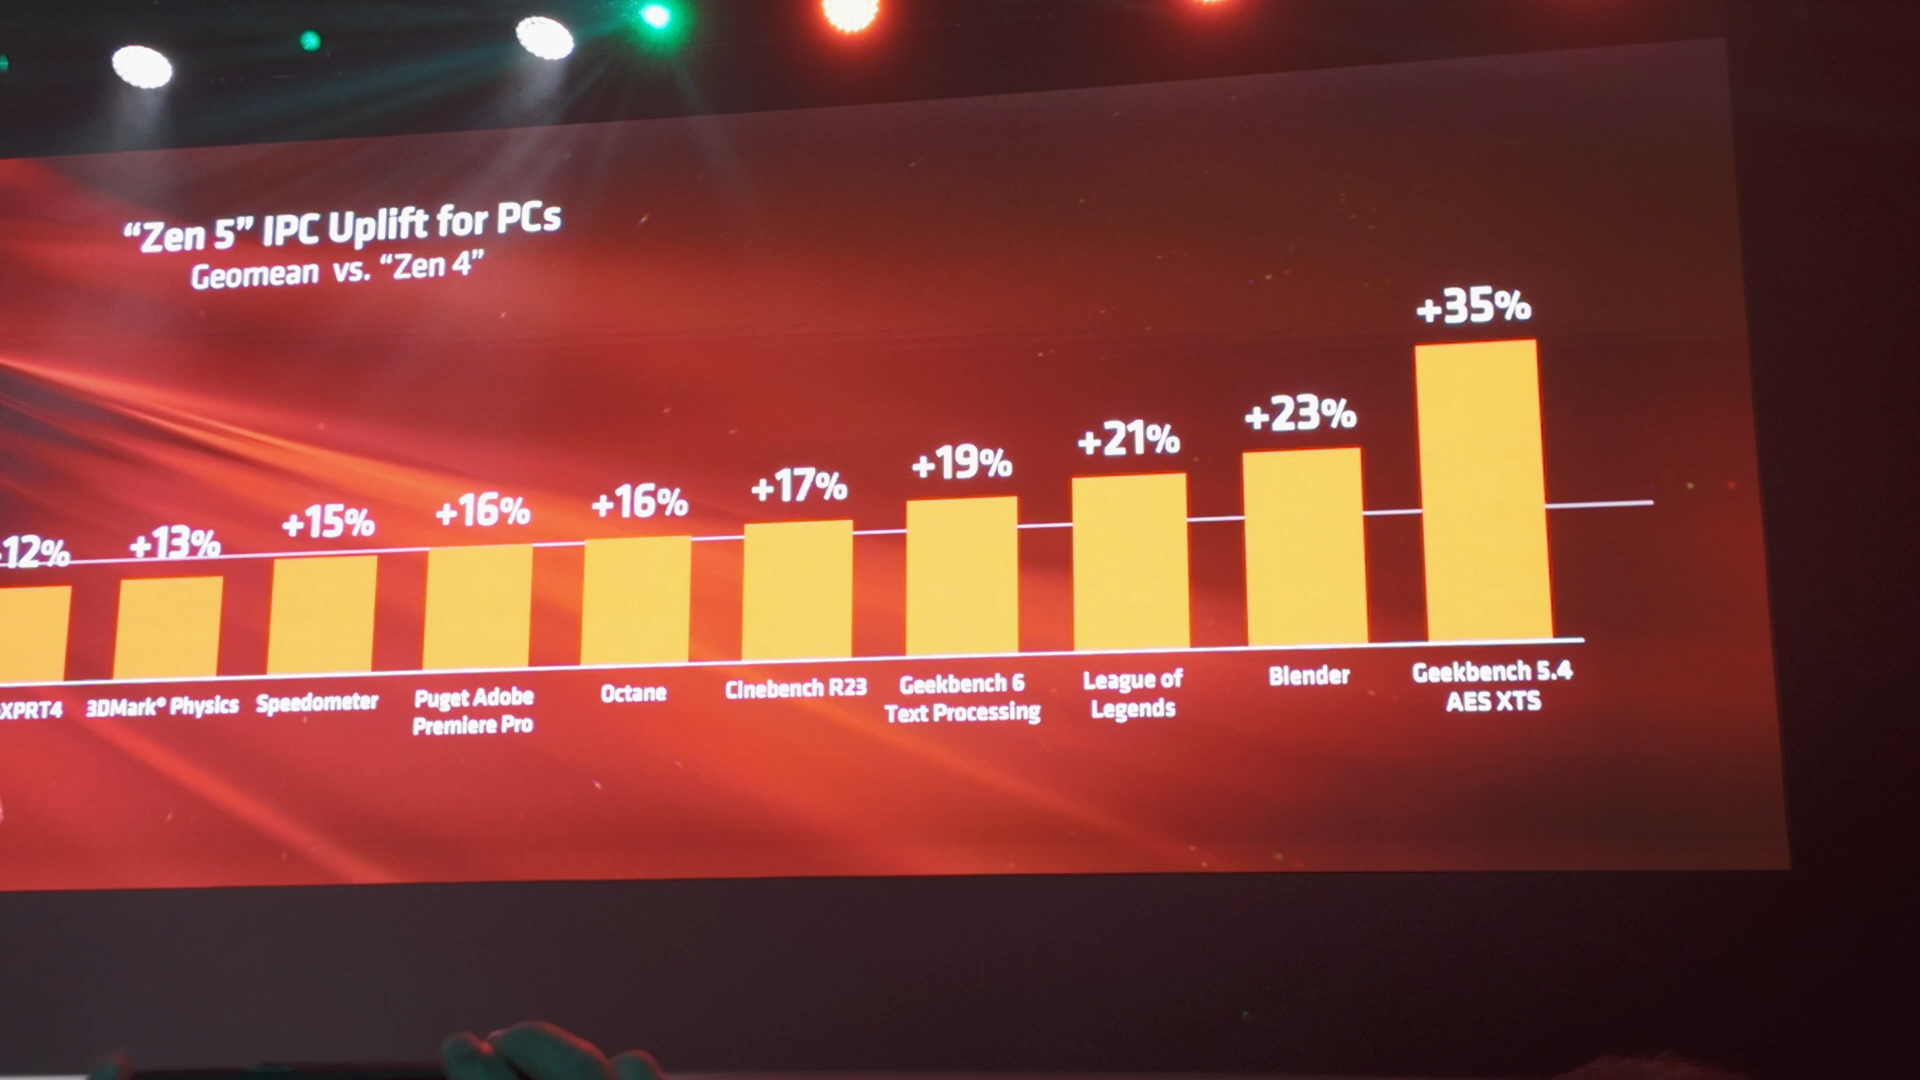 “Zen 5” IPC Uplift for PCs
Geomean vs. “Zen 4”
12%
+13%
+15%
+16%
+16%
+17%
+19%
+21%
+23%
+35%
XPRT4
3DMark® Physics
Speedometer
Puget Adobe
Premiere Pro
Octane
Cinebench R23
Geekbench 6
Text Processing
League of
Legends
Blender
Geekbench 5.4
AES XTS